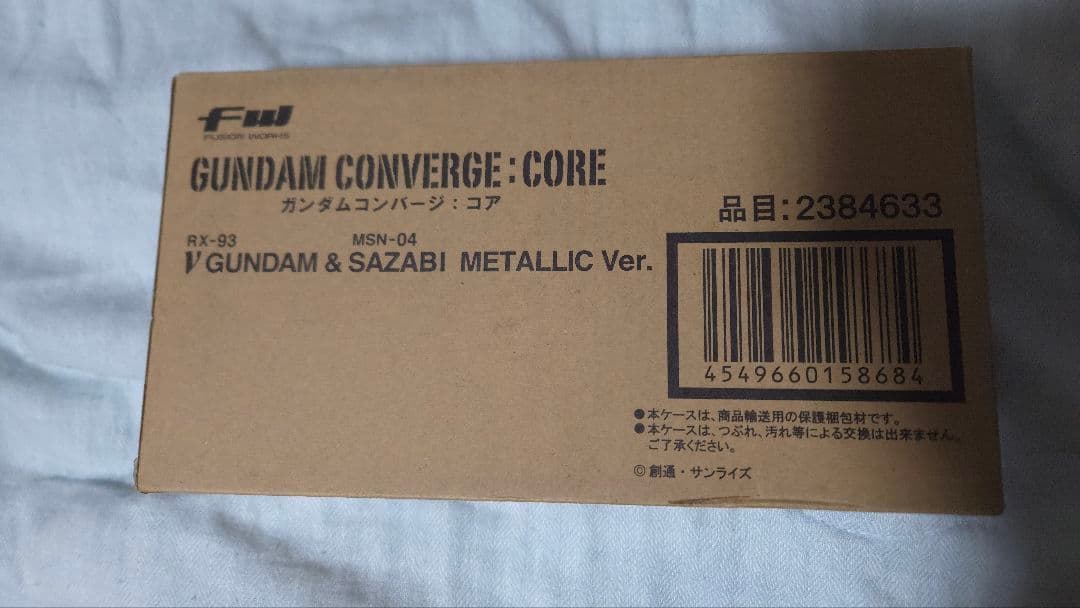 FW
FUSION WORKS
GUNDAM CONVERGE:CORE
ガンダムコンバージ：コア
品目:2384633
RX-93 MSN-04
ν GUNDAM & SAZABI METALLIC Ver.
4549660158684
●本ケースは、商品輸送用の保護梱包材です。
●本ケースは、つぶれ、汚れ等による交換は出来ません。
ご了承ください。
©創通・サンライズ